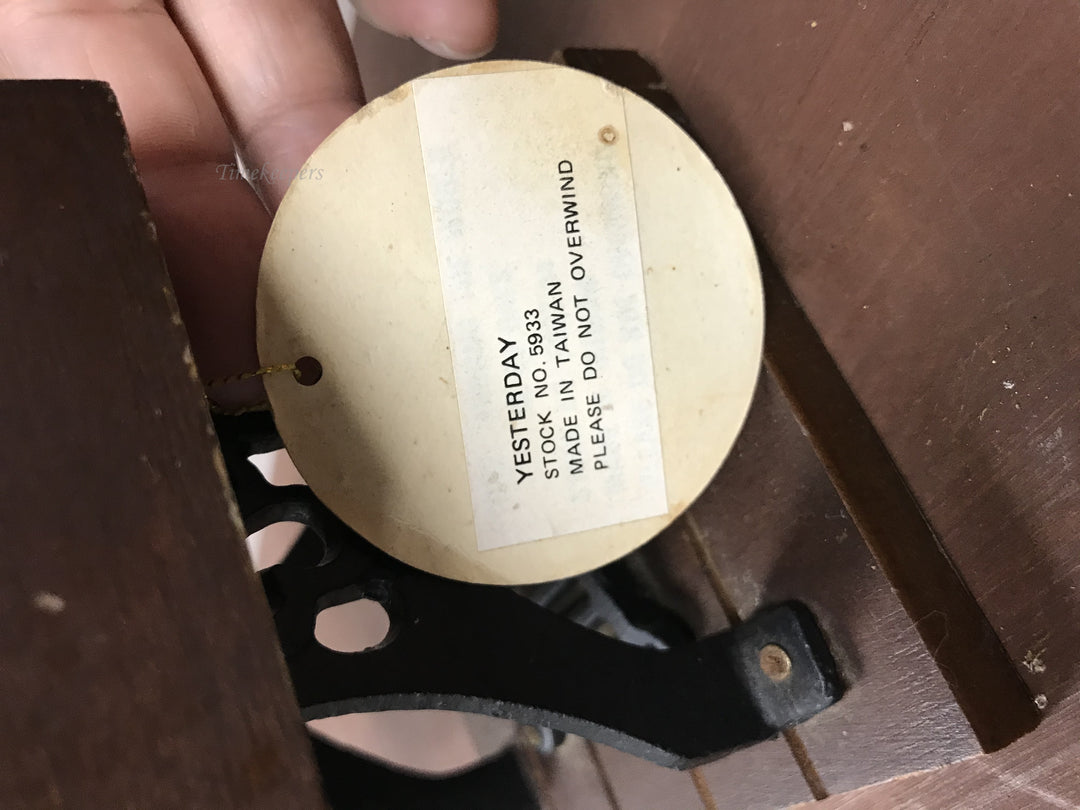 Timekeepers
YESTERDAY
STOCK NO. 5933
MADE IN TAIWAN
PLEASE DO NOT OVERWIND